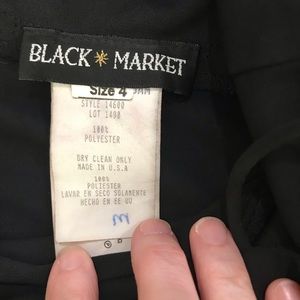 BLACK MARKET
Size 4
STYLE 14600
LOT 1490
100%
POLYESTER
DRY CLEAN ONLY
MADE IN U.S.A
100%
POLIESTER
LAVAR EN SECO SOLAMENTE
HECHO EN EE UU